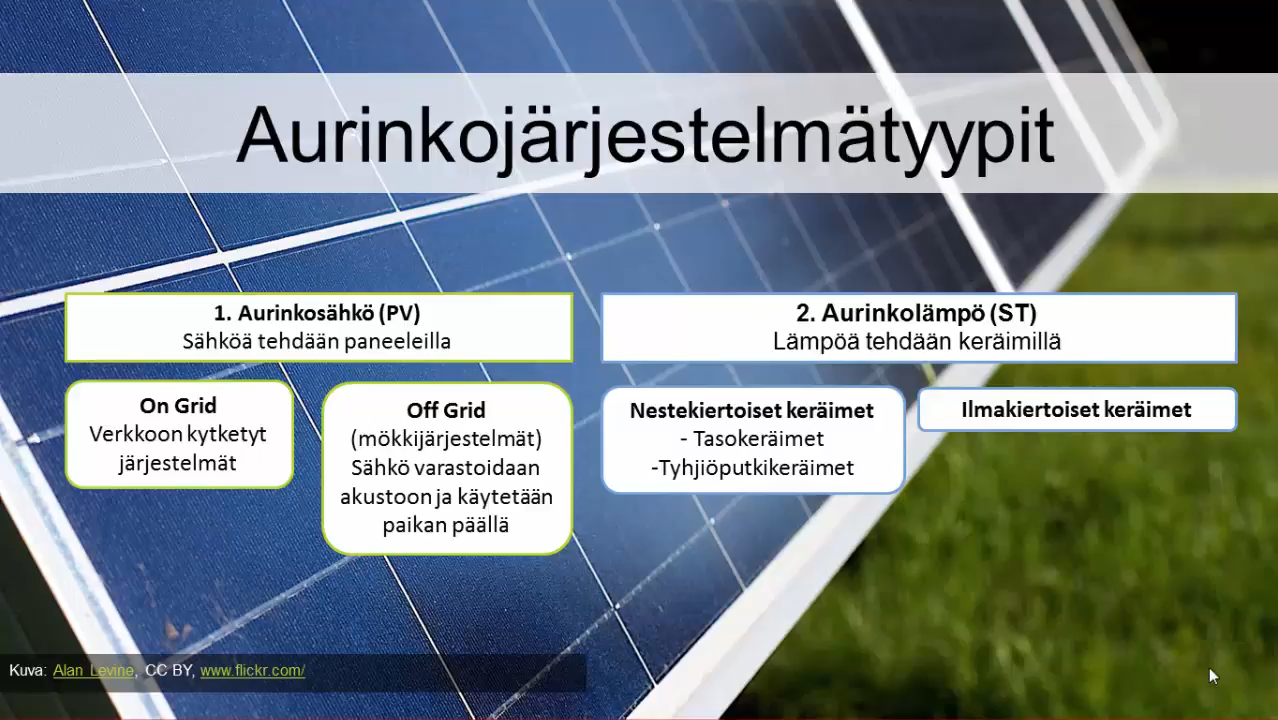 Aurinkojärjestelmätyypit
1. Aurinkosähkö (PV)
Sähköä tehdään paneeleilla
On Grid
Verkkoon kytketyt
järjestelmät
Off Grid
(mökkijärjestelmät)
Sähkö varastoidaan
akustoon ja käytetään
paikan päällä
2. Aurinkolämpö (ST)
Lämpöä tehdään keräimillä
Nestekiertoiset keräimet
- Tasokeräimet
-Tyhjiöputkikeräimet
Ilmakiertoiset keräimet
Kuva: Alan Levine, CC BY, www.flickr.com/